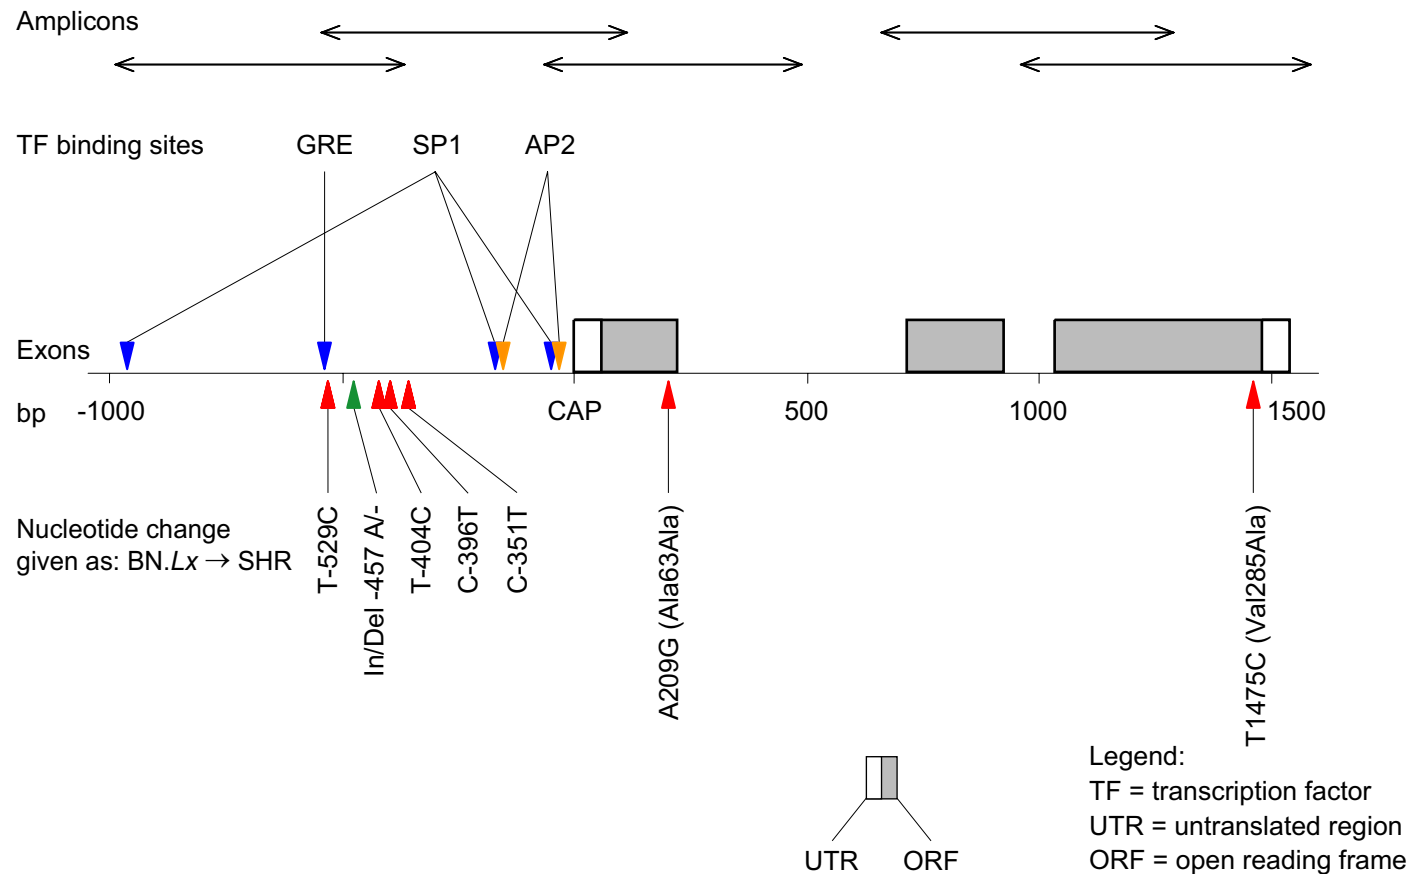 Amplicons
TF binding sites
GRE
SP1
AP2
Exons
bp
-1000
CAP
500
1000
1500
Nucleotide change
given as: BN.Lx → SHR
T-529C
In/Del -457 A/-
T-404C
C-396T
C-351T
A209G (Ala63Ala)
T1475C (Val285Ala)
UTR
ORF
Legend:
TF = transcription factor
UTR = untranslated region
ORF = open reading frame